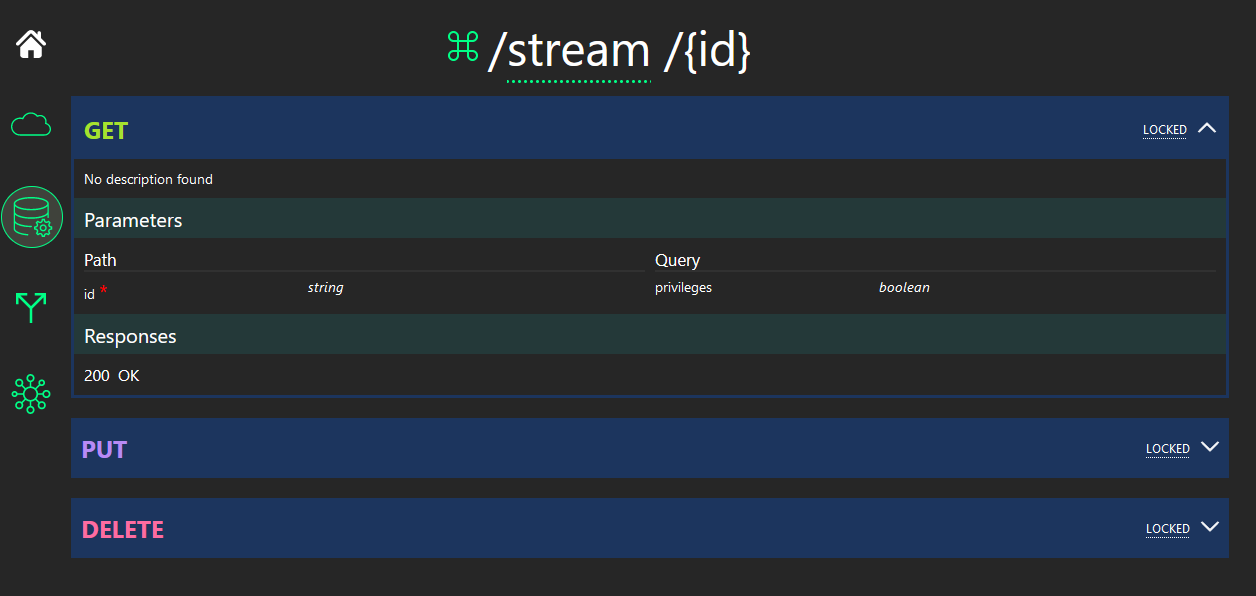 ⌘ /stream /{id}
GET LOCKED
No description found
Parameters
Path Query
id * string privileges boolean
Responses
200 OK
PUT LOCKED
DELETE LOCKED